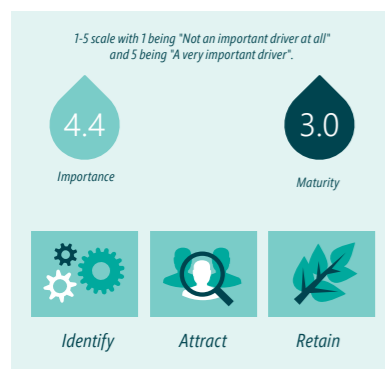 1-5 scale with 1 being "Not an important driver at all"
and 5 being "A very important driver".
4.4
3.0
Importance
Maturity
Identify
Attract
Retain